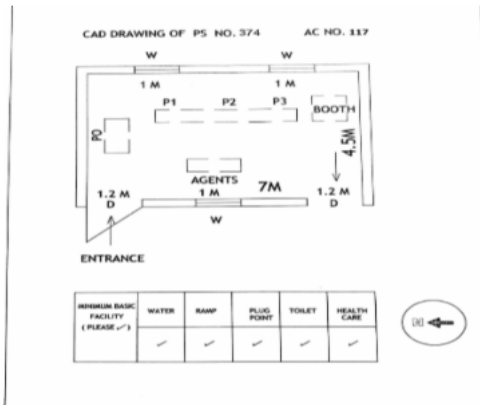 CAD DRAWING OF PS NO. 374 AC NO. 117
W W
1 M 1 M
P1 P2 P3
BOOTH
PO
4.5M
AGENTS
1.2 M 1 M 7M 1.2 M
D D
W
ENTRANCE
MINIMUM BASIC FACILITY ( PLEASE ✓ ) WATER RAMP PLUG POINT TOILET HEALTH CARE
✓ ✓ ✓ ✓ ✓